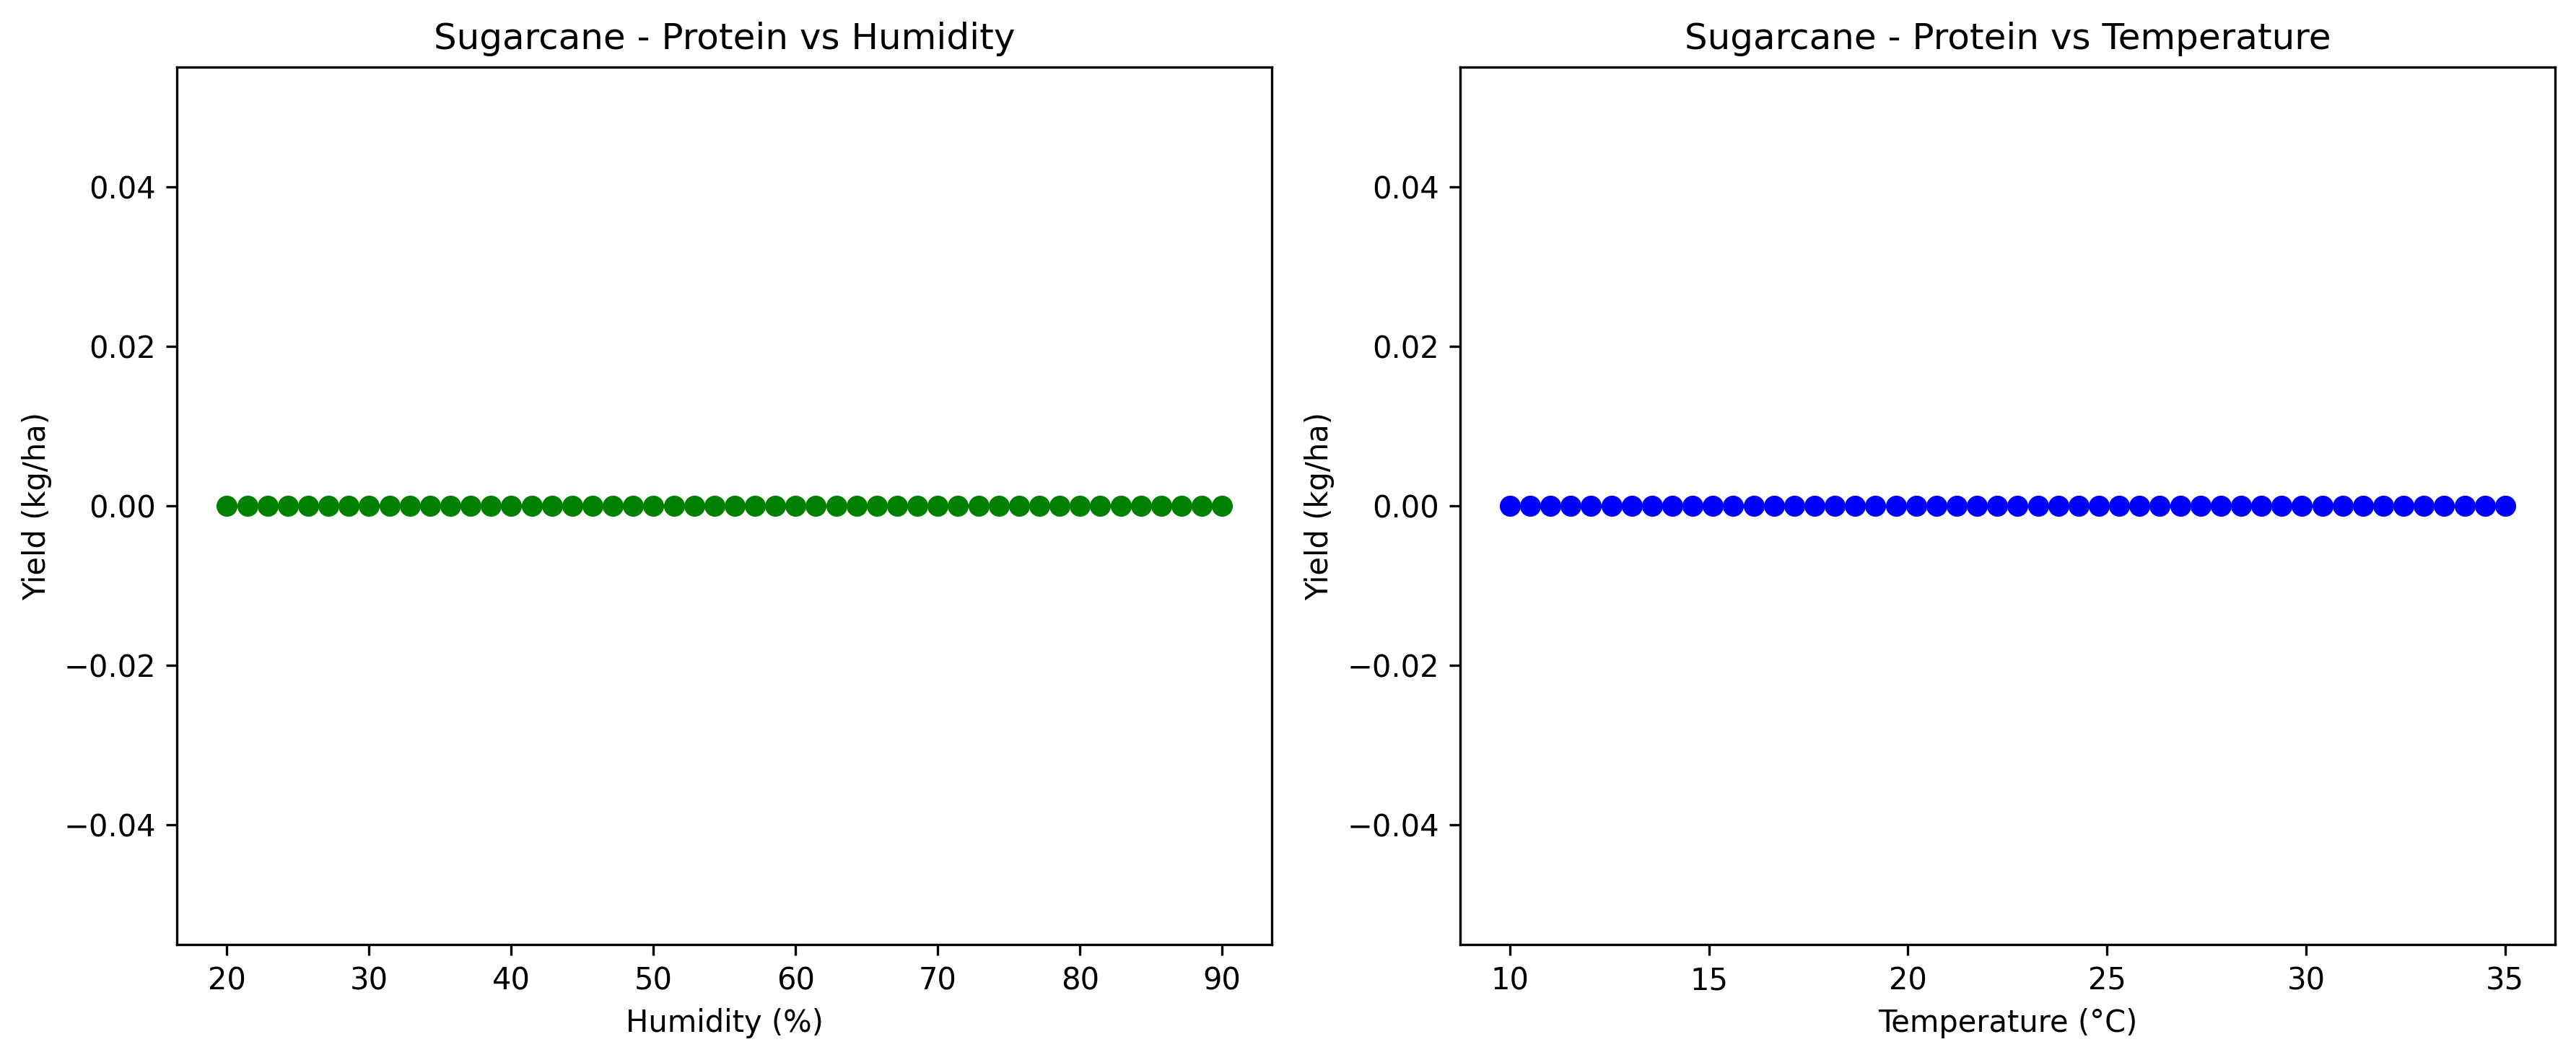 Sugarcane - Protein vs Humidity
0.04
0.02
0.00
−0.02
−0.04
Yield (kg/ha)
20 30 40 50 60 70 80 90
Humidity (%)
Sugarcane - Protein vs Temperature
0.04
0.02
0.00
−0.02
−0.04
Yield (kg/ha)
10 15 20 25 30 35
Temperature (°C)